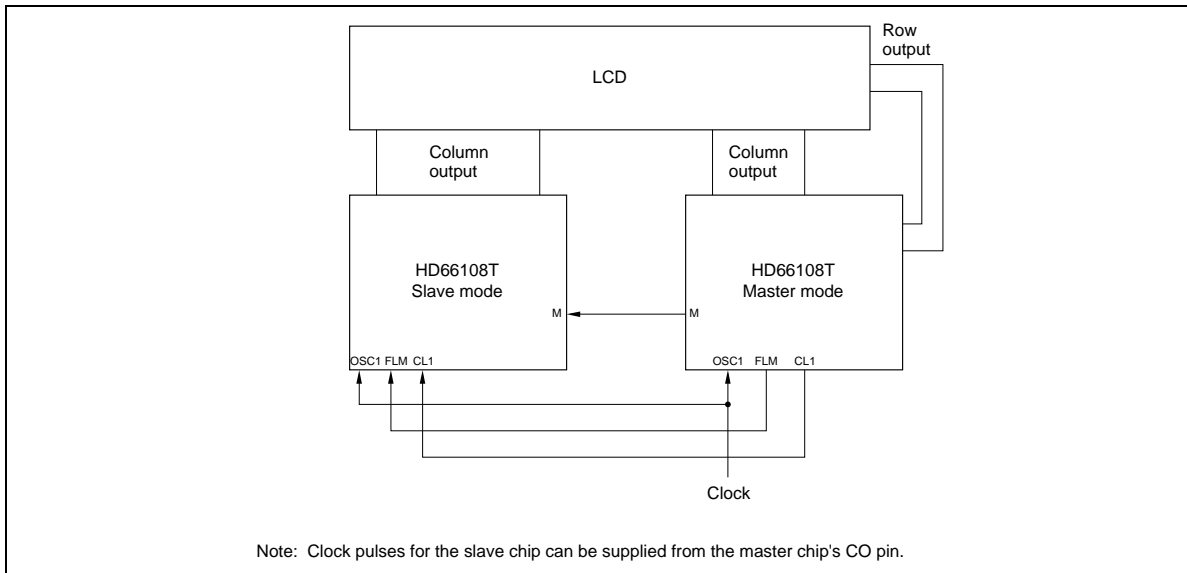 Row
output
LCD
Column
output
Column
output
HD66108T
Slave mode
HD66108T
Master mode
M
M
OSC1 FLM CL1
OSC1 FLM CL1
Clock
Note: Clock pulses for the slave chip can be supplied from the master chip's CO pin.